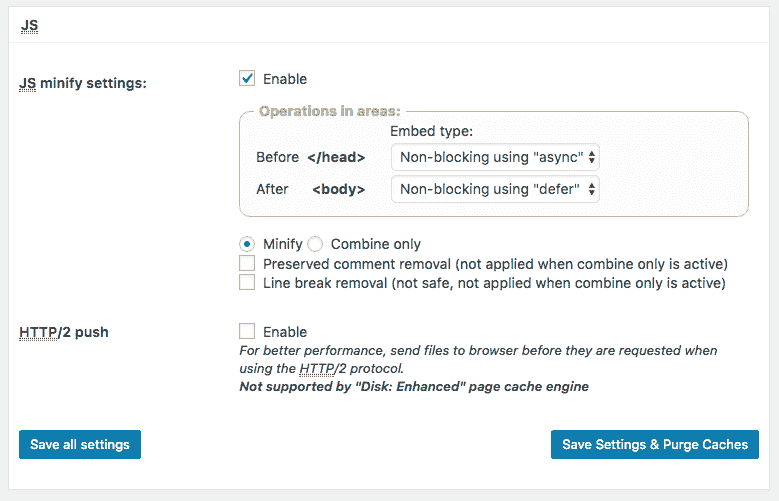 JS
JS minify settings:
Enable
Operations in areas:
Embed type:
Before </head> Non-blocking using "async"
After <body> Non-blocking using "defer"
Minify Combine only
Preserved comment removal (not applied when combine only is active)
Line break removal (not safe, not applied when combine only is active)
HTTP/2 push
Enable
For better performance, send files to browser before they are requested when
using the HTTP/2 protocol.
Not supported by "Disk: Enhanced" page cache engine
Save all settings
Save Settings & Purge Caches